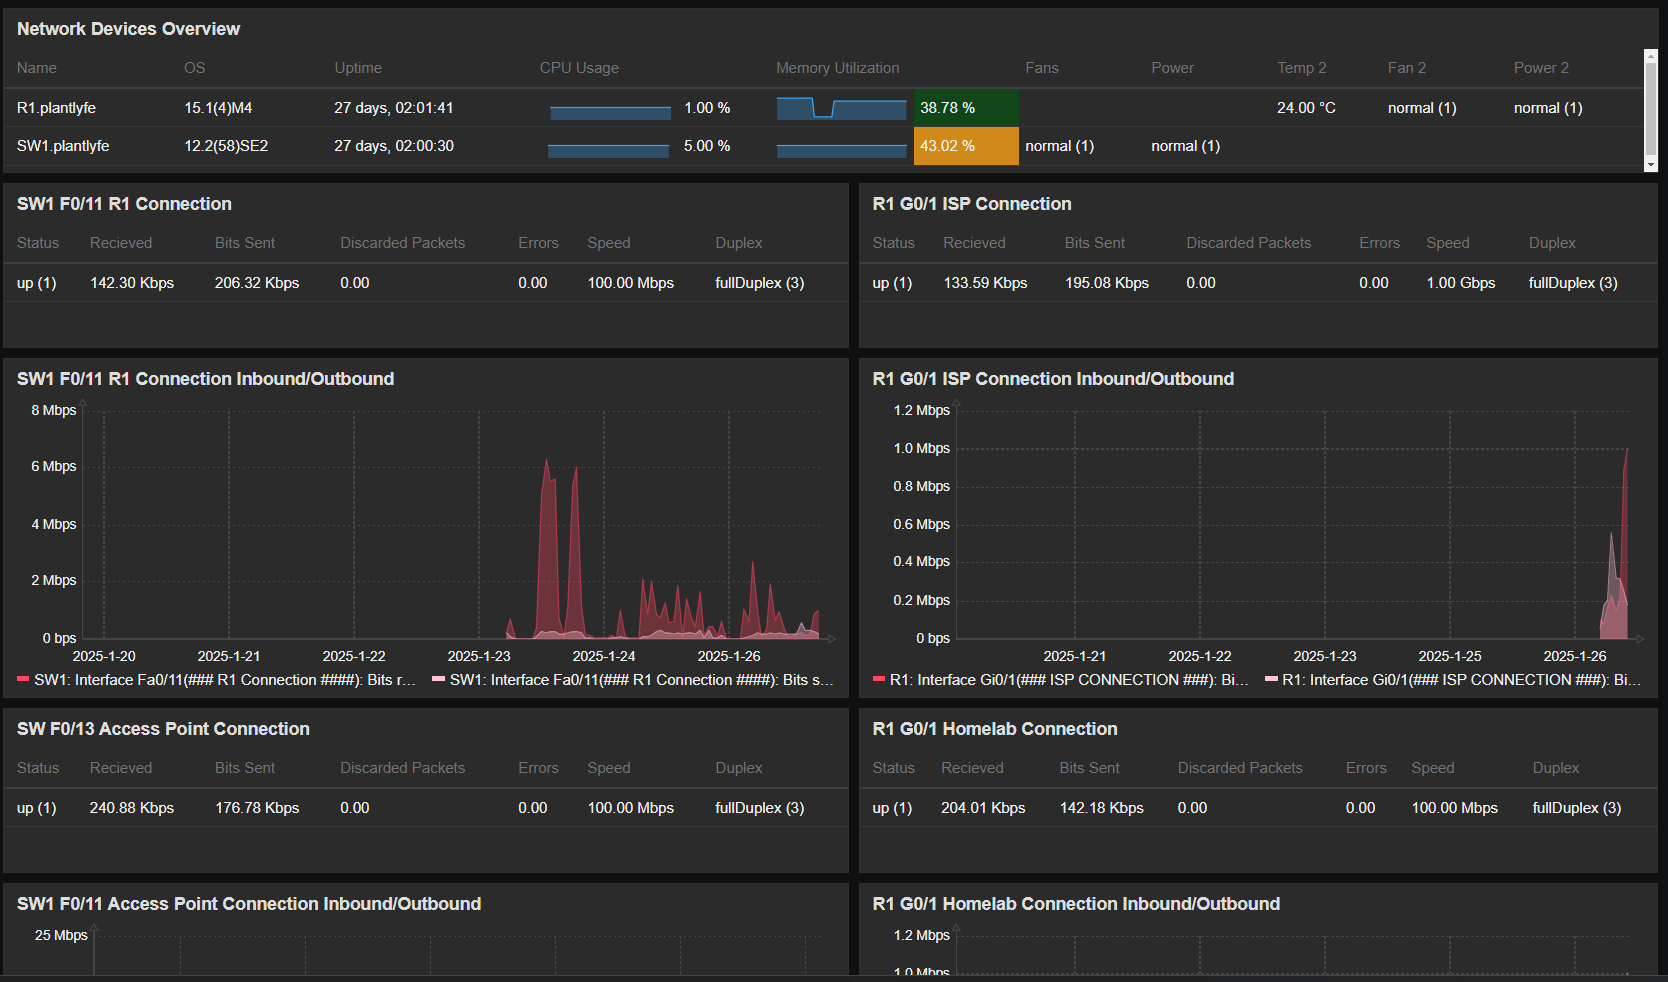 Network Devices Overview
Name OS Uptime CPU Usage Memory Utilization Fans Power Temp 2 Fan 2 Power 2
R1.plantlyfe 15.1(4)M4 27 days, 02:01:41 1.00 % 38.78 % 24.00 °C normal (1) normal (1)
SW1.plantlyfe 12.2(58)SE2 27 days, 02:00:30 5.00 % 43.02 % normal (1) normal (1)
SW1 F0/11 R1 Connection
Status Recieved Bits Sent Discarded Packets Errors Speed Duplex
up (1) 142.30 Kbps 206.32 Kbps 0.00 0.00 100.00 Mbps fullDuplex (3)
R1 G0/1 ISP Connection
Status Recieved Bits Sent Discarded Packets Errors Speed Duplex
up (1) 133.59 Kbps 195.08 Kbps 0.00 0.00 1.00 Gbps fullDuplex (3)
SW1 F0/11 R1 Connection Inbound/Outbound
8 Mbps
6 Mbps
4 Mbps
2 Mbps
0 bps
2025-1-20 2025-1-21 2025-1-22 2025-1-23 2025-1-24 2025-1-26
SW1: Interface Fa0/11(### R1 Connection ####): Bits r... SW1: Interface Fa0/11(### R1 Connection ####): Bits s...
R1 G0/1 ISP Connection Inbound/Outbound
1.2 Mbps
1.0 Mbps
0.8 Mbps
0.6 Mbps
0.4 Mbps
0.2 Mbps
0 bps
2025-1-21 2025-1-22 2025-1-23 2025-1-25 2025-1-26
R1: Interface Gi0/1(### ISP CONNECTION ###): Bi... R1: Interface Gi0/1(### ISP CONNECTION ###): Bi...
SW F0/13 Access Point Connection
Status Recieved Bits Sent Discarded Packets Errors Speed Duplex
up (1) 240.88 Kbps 176.78 Kbps 0.00 0.00 100.00 Mbps fullDuplex (3)
R1 G0/1 Homelab Connection
Status Recieved Bits Sent Discarded Packets Errors Speed Duplex
up (1) 204.01 Kbps 142.18 Kbps 0.00 0.00 100.00 Mbps fullDuplex (3)
SW1 F0/11 Access Point Connection Inbound/Outbound
25 Mbps
R1 G0/1 Homelab Connection Inbound/Outbound
1.2 Mbps
1.0 Mbps